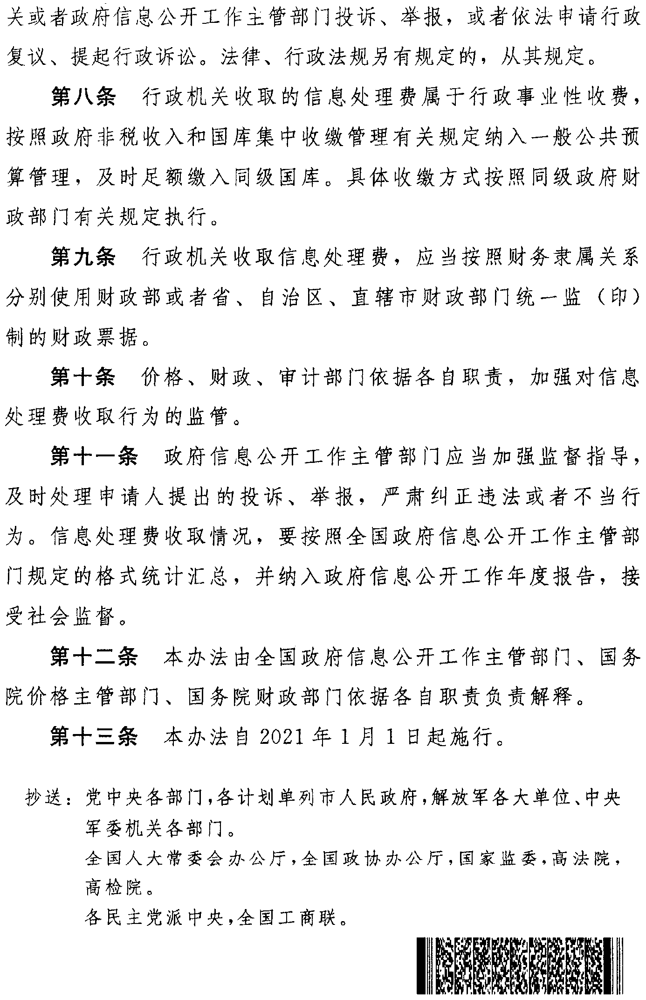 关或者政府信息公开工作主管部门投诉、举报，或者依法申请行政
复议、提起行政诉讼。法律、行政法规另有规定的，从其规定。
第八条　行政机关收取的信息处理费属于行政事业性收费，
按照政府非税收入和国库集中收缴管理有关规定纳入一般公共预
算管理，及时足额缴入同级国库。具体收缴方式按照同级政府财
政部门有关规定执行。
第九条　行政机关收取信息处理费，应当按照财务隶属关系
分别使用财政部或者省、自治区、直辖市财政部门统一监（印）
制的财政票据。
第十条　价格、财政、审计部门依据各自职责，加强对信息
处理费收取行为的监管。
第十一条　政府信息公开工作主管部门应当加强监督指导，
及时处理申请人提出的投诉、举报，严肃纠正违法或者不当行
为。信息处理费收取情况，要按照全国政府信息公开工作主管部
门规定的格式统计汇总，并纳入政府信息公开工作年度报告，接
受社会监督。
第十二条　本办法由全国政府信息公开工作主管部门、国务
院价格主管部门、国务院财政部门依据各自职责负责解释。
第十三条　本办法自 2021 年 1 月 1 日起施行。
抄送：党中央各部门，各计划单列市人民政府，解放军各大单位、中央
军委机关各部门。
全国人大常委会办公厅，全国政协办公厅，国家监委，高法院，
高检院。
各民主党派中央，全国工商联。